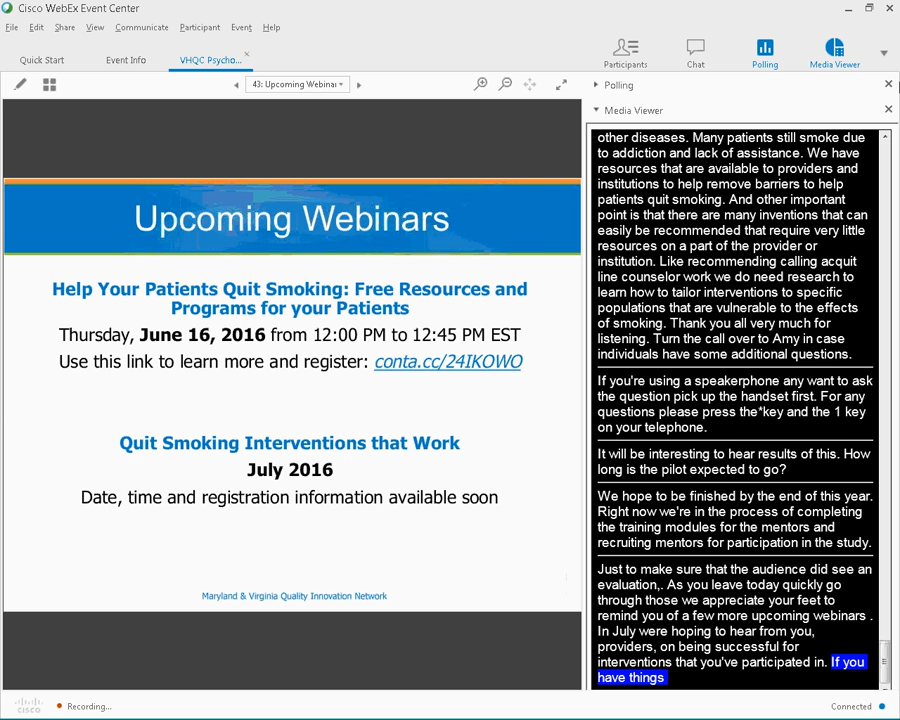 Cisco WebEx Event Center
File Edit Share View Communicate Participant Event Help
Quick Start Event Info VHQC Psycho...
Participants Chat Polling Media Viewer
43: Upcoming Webinar
Upcoming Webinars
Help Your Patients Quit Smoking: Free Resources and
Programs for your Patients
Thursday, June 16, 2016 from 12:00 PM to 12:45 PM EST
Use this link to learn more and register: conta.cc/24IKOWO
Quit Smoking Interventions that Work
July 2016
Date, time and registration information available soon
Maryland & Virginia Quality Innovation Network
Polling
Media Viewer
other diseases. Many patients still smoke due
to addiction and lack of assistance. We have
resources that are available to providers and
institutions to help remove barriers to help
patients quit smoking. And other important
point is that there are many inventions that can
easily be recommended that require very little
resources on a part of the provider or
institution. Like recommending calling acquit
line counselor work we do need research to
learn how to tailor interventions to specific
populations that are vulnerable to the effects
of smoking. Thank you all very much for
listening. Turn the call over to Amy in case
individuals have some additional questions.
If you're using a speakerphone any want to ask
the question pick up the handset first. For any
questions please press the*key and the 1 key
on your telephone.
It will be interesting to hear results of this. How
long is the pilot expected to go?
We hope to be finished by the end of this year.
Right now we're in the process of completing
the training modules for the mentors and
recruiting mentors for participation in the study.
Just to make sure that the audience did see an
evaluation,. As you leave today quickly go
through those we appreciate your feet to
remind you of a few more upcoming webinars .
In July were hoping to hear from you,
providers, on being successful for
interventions that you've participated in. If you
have things
cisco Recording... Connected